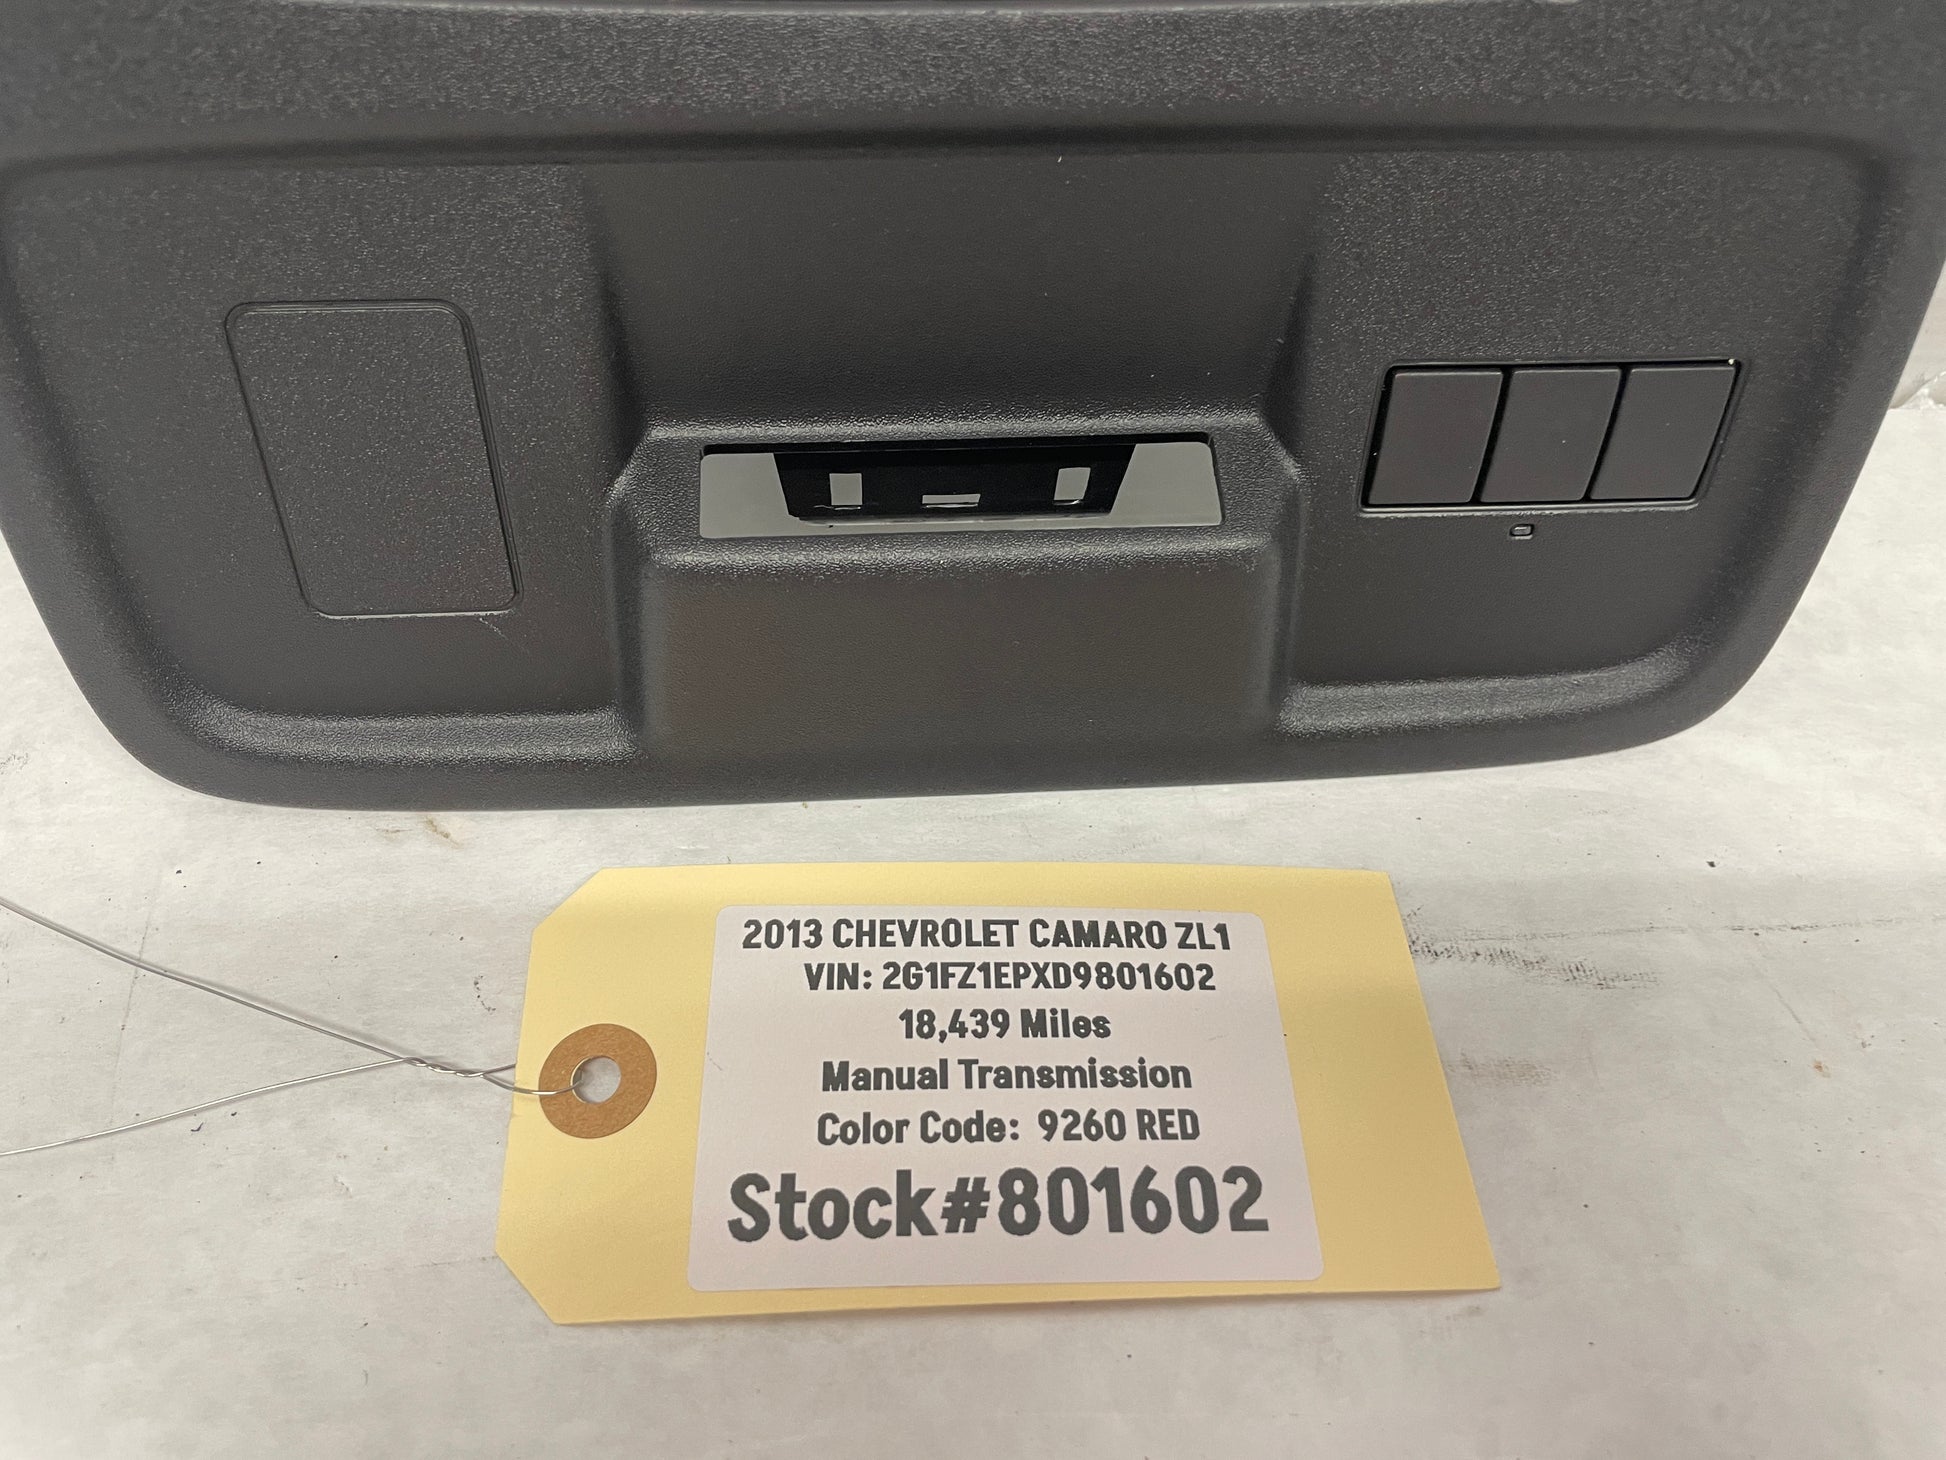 2013 CHEVROLET CAMARO ZL1
VIN: 2G1FZ1EPXD9801602
18,439 Miles
Manual Transmission
Color Code: 9260 RED
Stock#801602